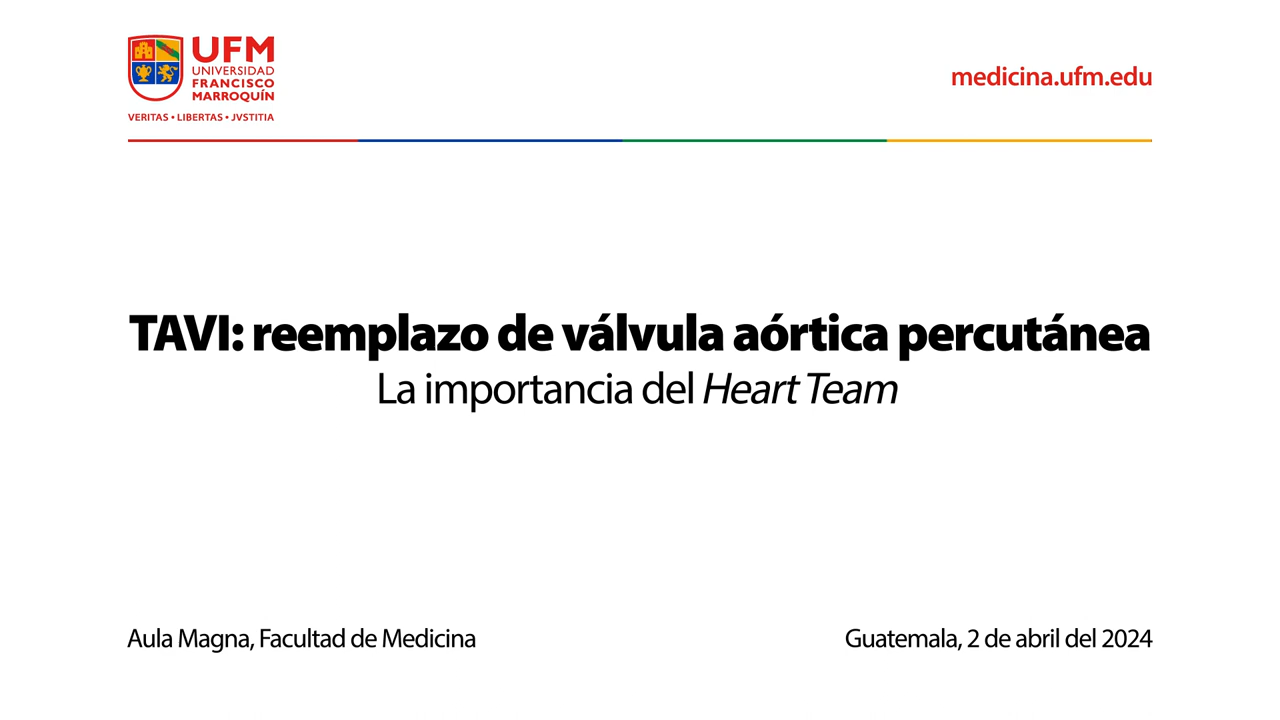 UFM
UNIVERSIDAD
FRANCISCO
MARROQUÍN
VERITAS • LIBERTAS • JVSTITIA
medicina.ufm.edu
TAVI: reemplazo de válvula aórtica percutánea
La importancia del Heart Team
Aula Magna, Facultad de Medicina
Guatemala, 2 de abril del 2024